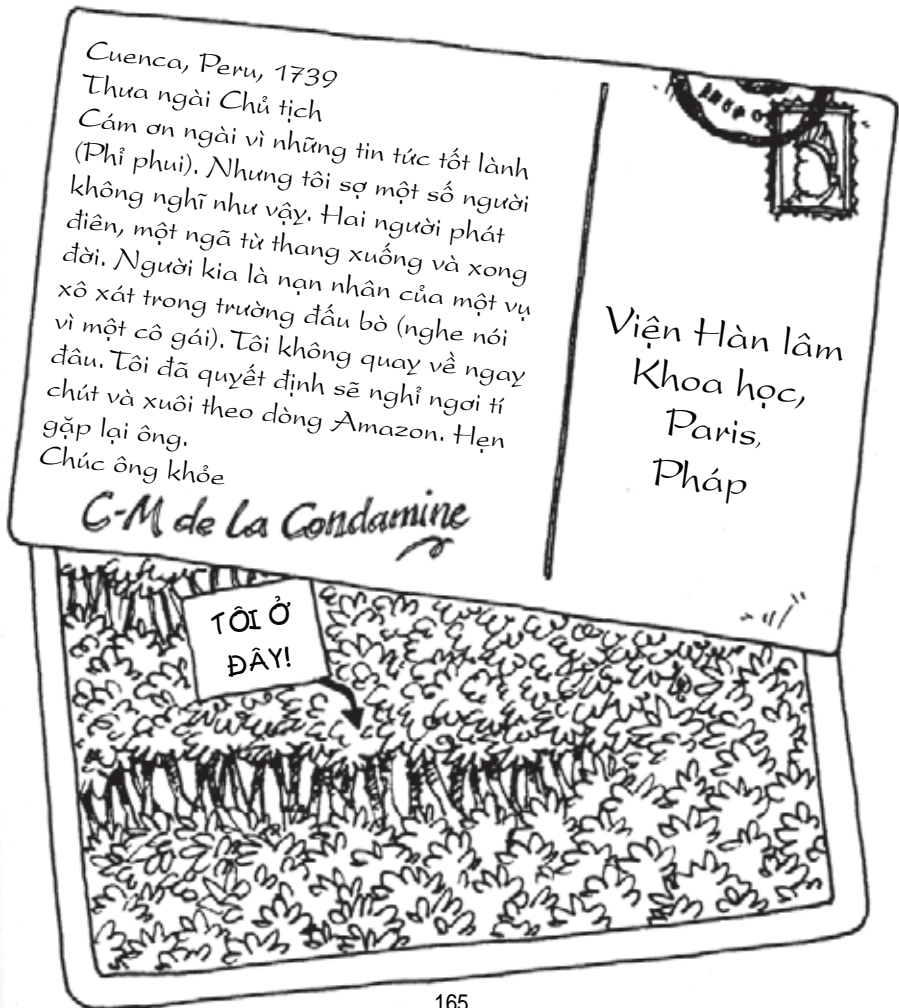 Cuenca, Peru, 1739
Thưa ngài Chủ tịch
Cám ơn ngài vì những tin tức tốt lành
(Phỉ phui). Nhưng tôi sợ một số người
không nghĩ như vậy. Hai người phát
điên, một ngã từ thang xuống và xong
đời. Người kia là nạn nhân của một vụ
xô xát trong trường đấu bò (nghe nói
vì một cô gái). Tôi không quay về ngay
đâu. Tôi đã quyết định sẽ nghỉ ngơi tí
chút và xuôi theo dòng Amazon. Hẹn
gặp lại ông.
Chúc ông khỏe
C-M de La Condamine
Viện Hàn lâm
Khoa học,
Paris,
Pháp
TÔI Ở
ĐÂY!
165